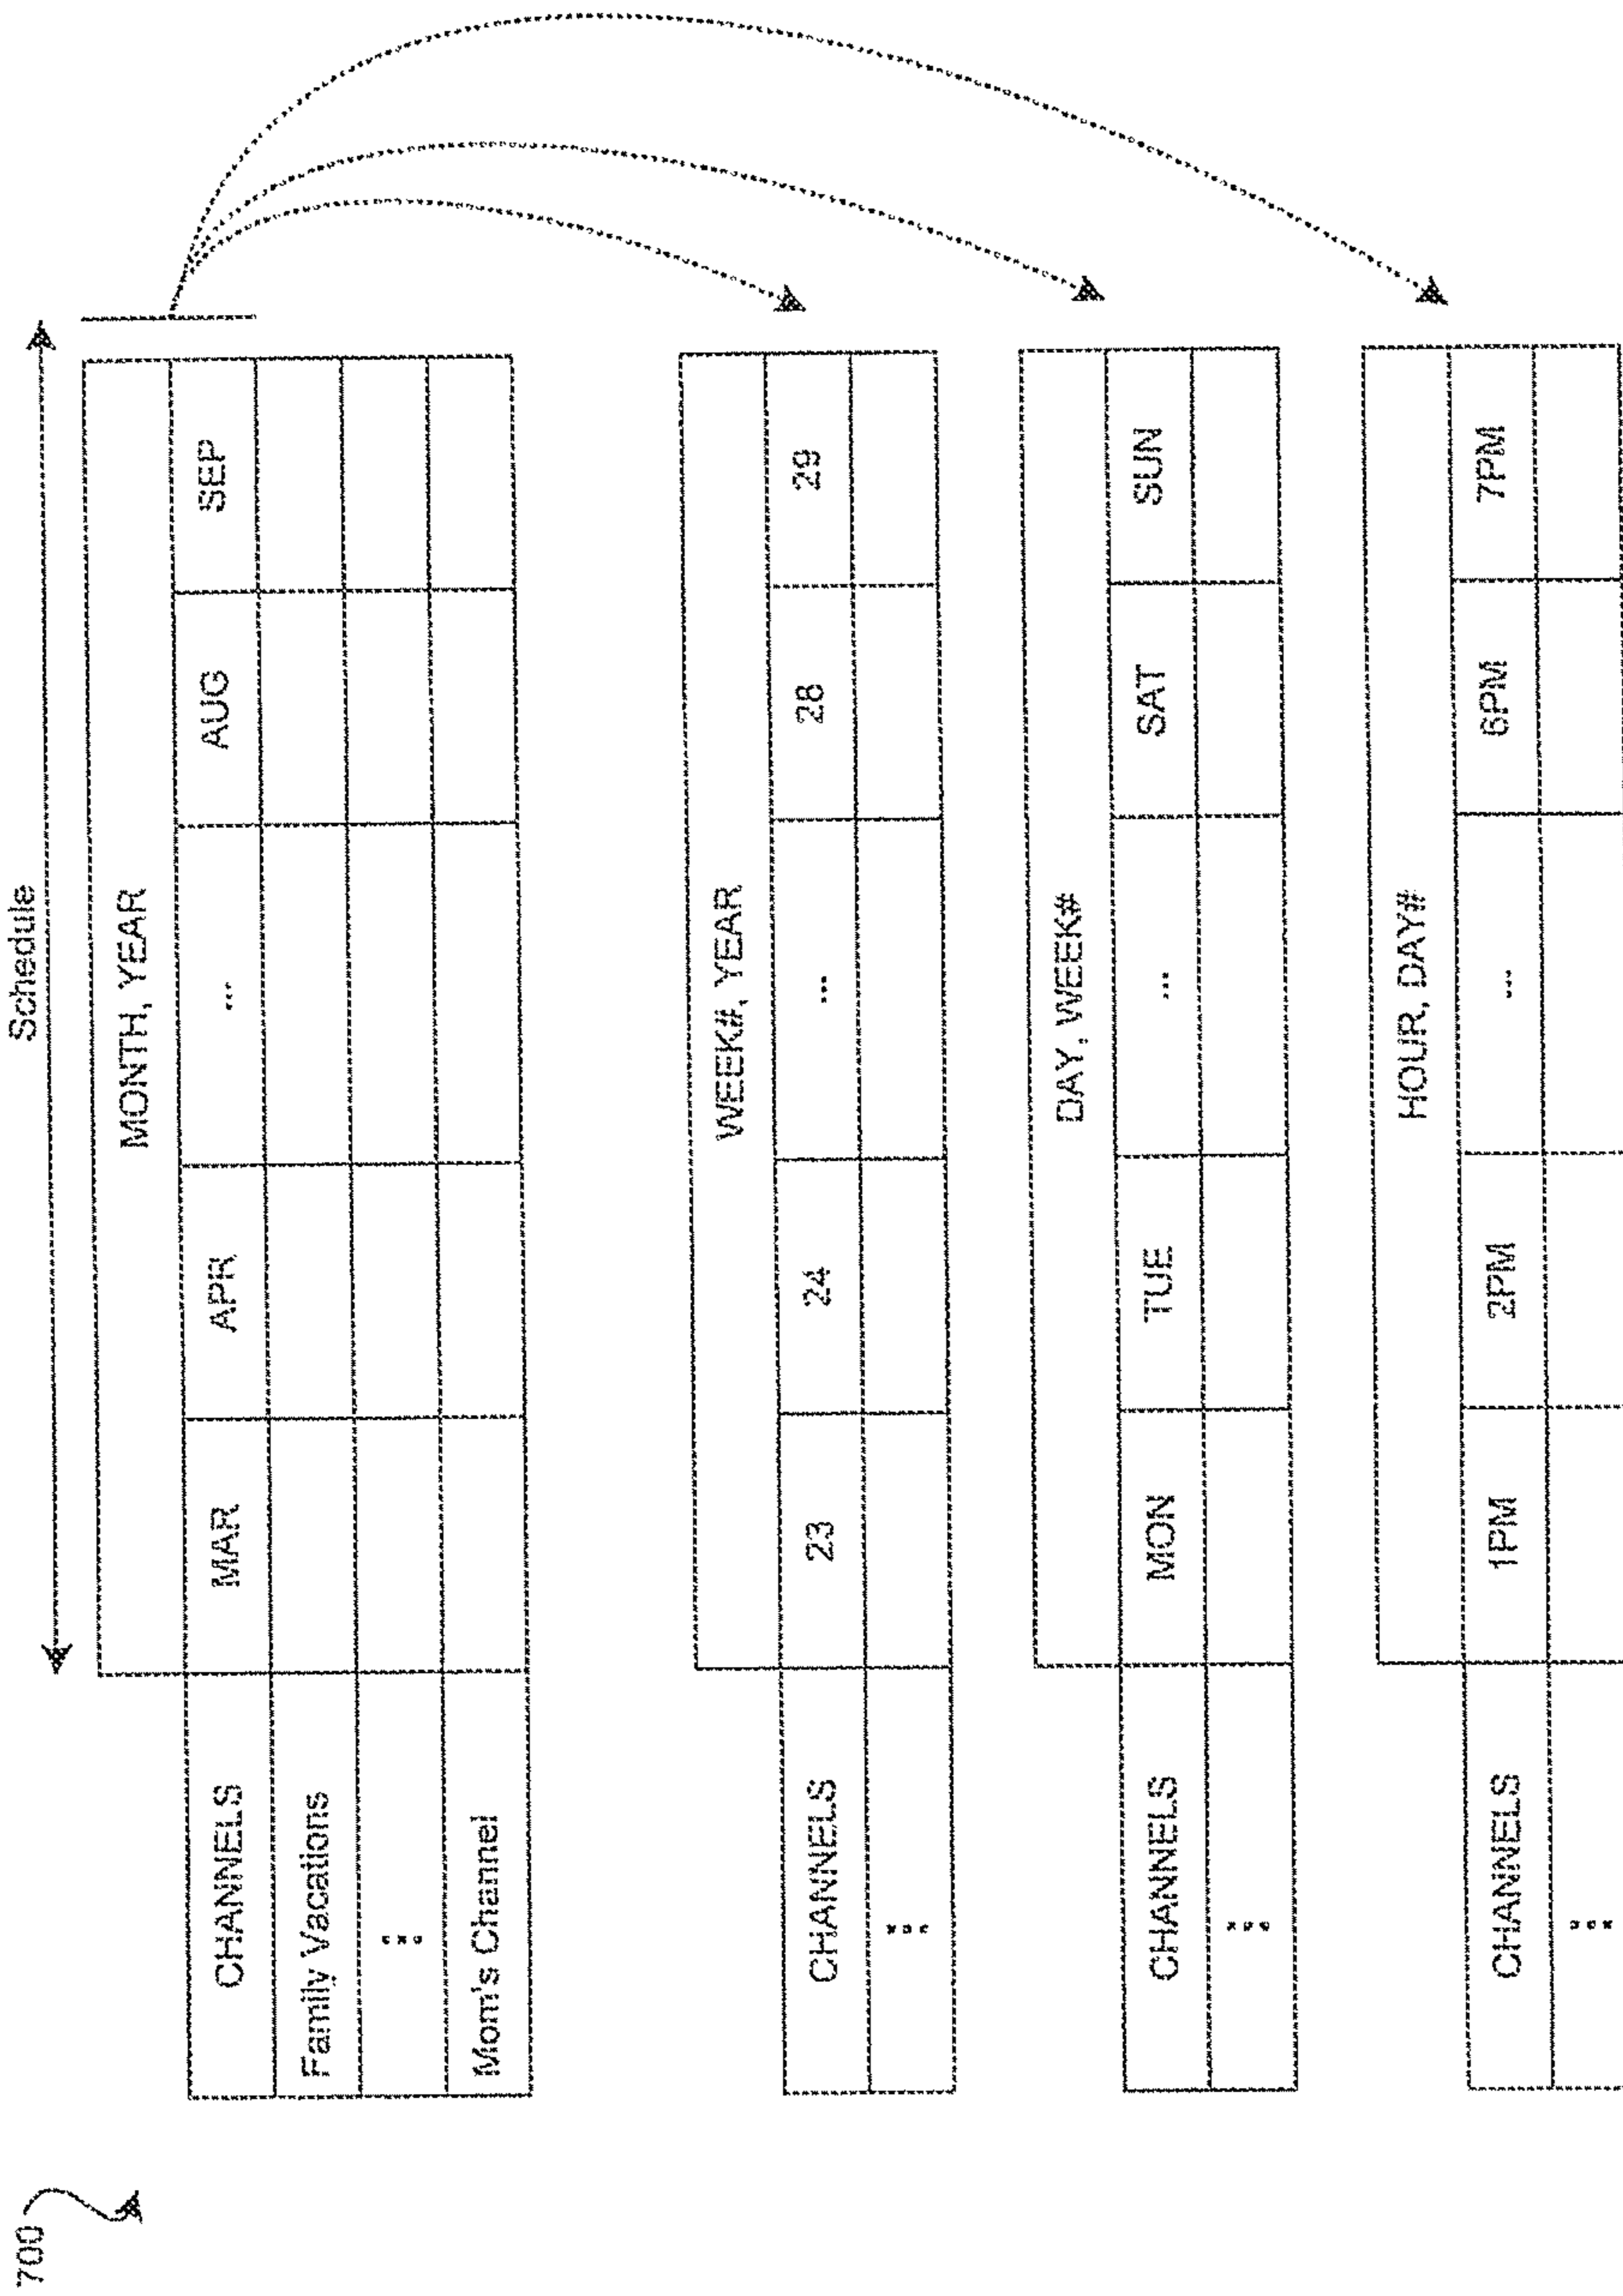 700
Schedule
MONTH, YEAR
CHANNELS MAR APR ... AUG SEP
Family Vacations
...
Mom's Channel
WEEK#, YEAR
CHANNELS 23 24 ... 28 29
...
DAY, WEEK#
CHANNELS MON TUE ... SAT SUN
...
HOUR, DAY#
CHANNELS 1PM 2PM ... 6PM 7PM
...